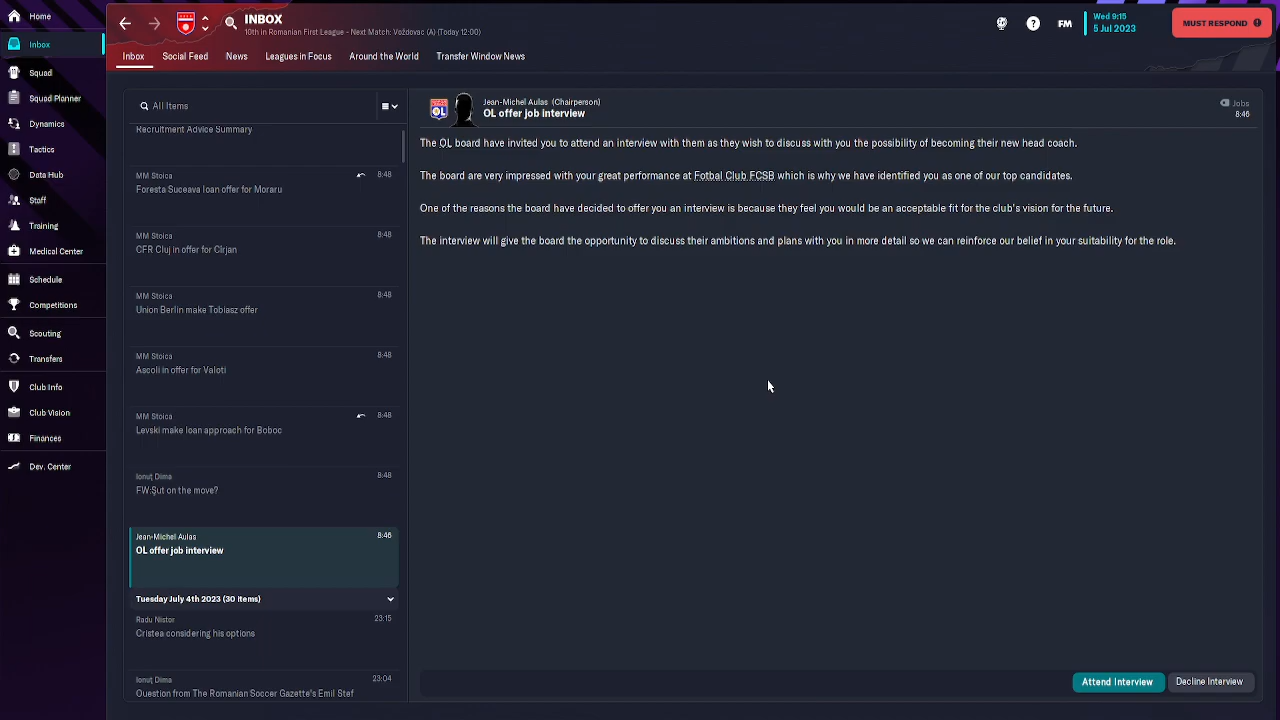 Home
Inbox
Squad
Squad Planner
Dynamics
Tactics
Data Hub
Staff
Training
Medical Center
Schedule
Competitions
Scouting
Transfers
Club Info
Club Vision
Finances
Dev. Center
INBOX
10th in Romanian First League - Next Match: Voždovac (A) (Today 12:00)
FM
Wed 9:15
5 Jul 2023
MUST RESPOND
Inbox
Social Feed
News
Leagues in Focus
Around the World
Transfer Window News
All Items
Recruitment Advice Summary
MM Stoica
8:48
Foresta Suceava loan offer for Moraru
MM Stoica
8:48
CFR Cluj in offer for Cîrjan
MM Stoica
8:48
Union Berlin make Tobiasz offer
MM Stoica
8:48
Ascoli in offer for Valoti
MM Stoica
8:48
Levski make loan approach for Boboc
Ionuț Dima
8:48
FW:Șut on the move?
Jean-Michel Aulas
8:46
OL offer job interview
Tuesday July 4th 2023 (30 Items)
Radu Nistor
23:15
Cristea considering his options
Ionuț Dima
23:04
Question from The Romanian Soccer Gazette's Emil Stef
OL
Jean-Michel Aulas (Chairperson)
OL offer job interview
Jobs
8:46
The OL board have invited you to attend an interview with them as they wish to discuss with you the possibility of becoming their new head coach.
The board are very impressed with your great performance at Fotbal Club FCSB which is why we have identified you as one of our top candidates.
One of the reasons the board have decided to offer you an interview is because they feel you would be an acceptable fit for the club's vision for the future.
The interview will give the board the opportunity to discuss their ambitions and plans with you in more detail so we can reinforce our belief in your suitability for the role.
Attend Interview
Decline Interview